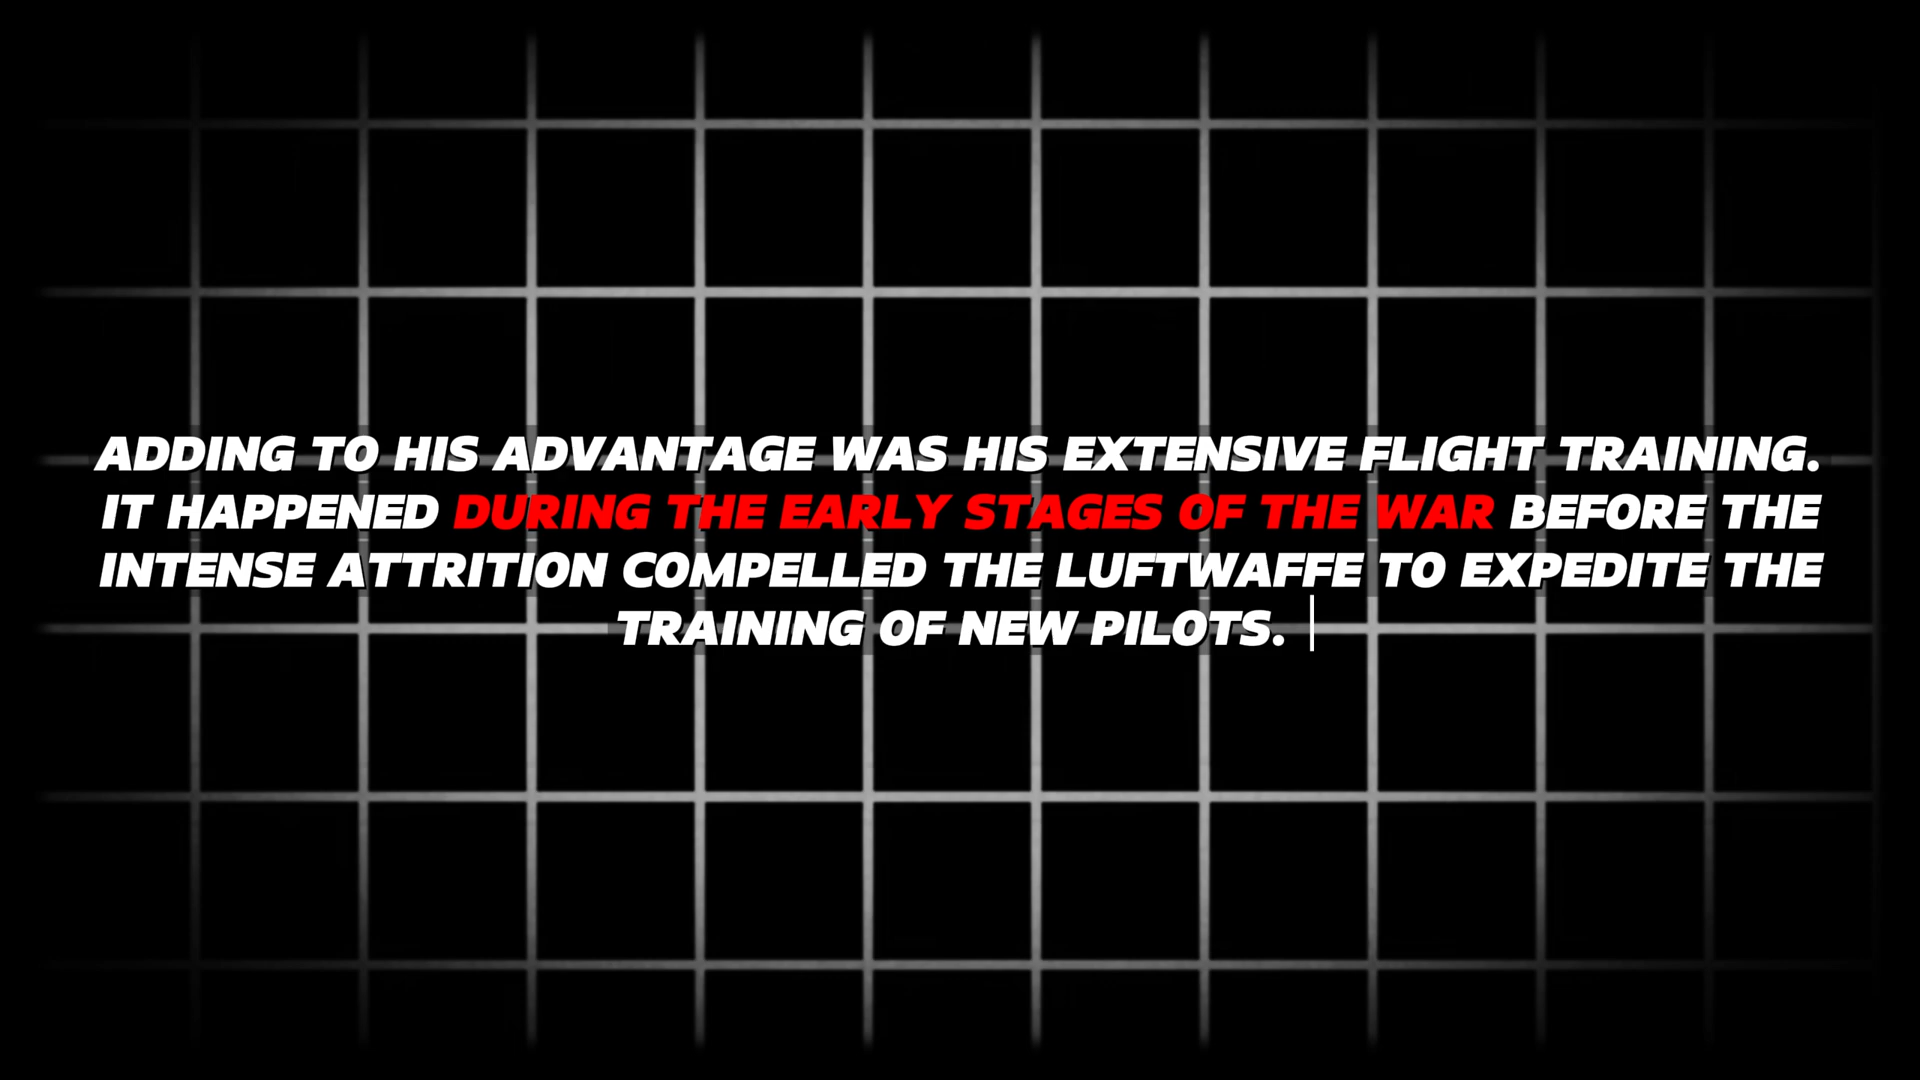 ADDING TO HIS ADVANTAGE WAS HIS EXTENSIVE FLIGHT TRAINING.
IT HAPPENED DURING THE EARLY STAGES OF THE WAR BEFORE THE
INTENSE ATTRITION COMPELLED THE LUFTWAFFE TO EXPEDITE THE
TRAINING OF NEW PILOTS.